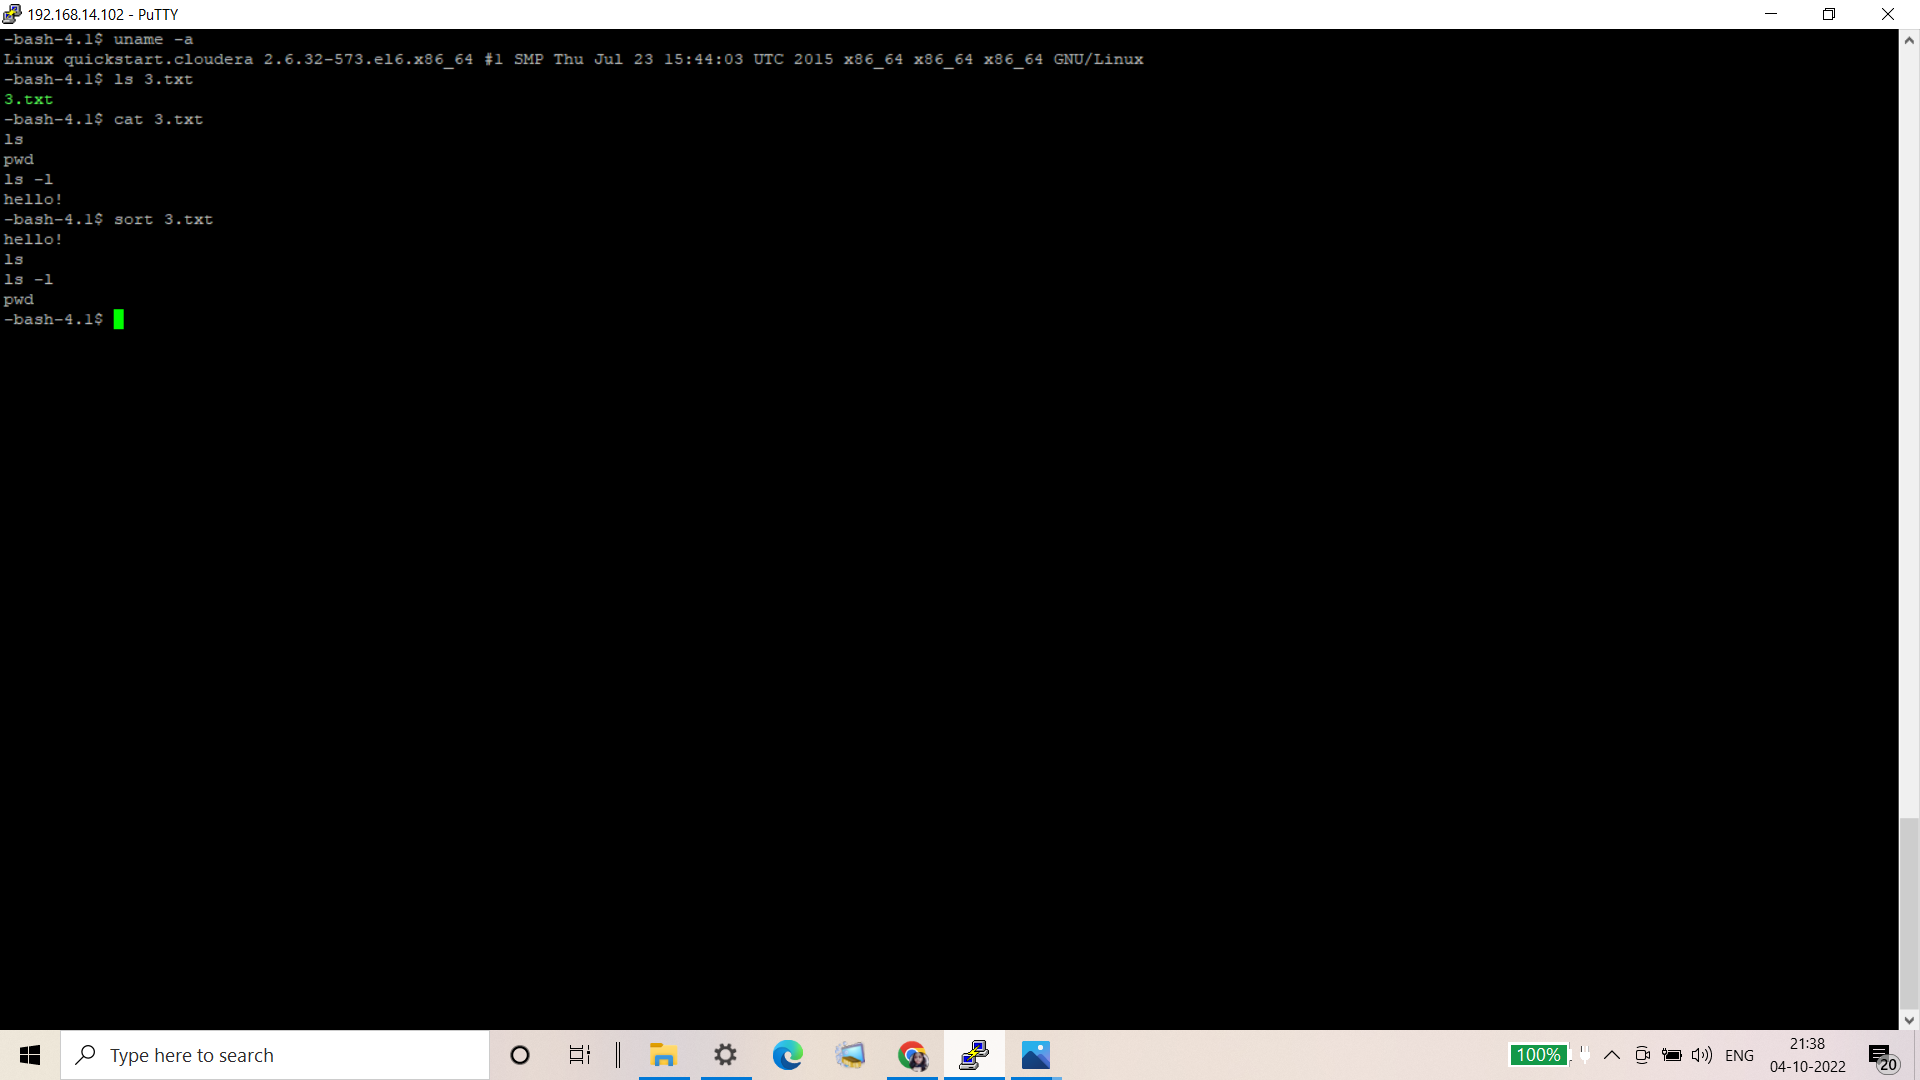 192.168.14.102 - PuTTY
-bash-4.1$ uname -a
Linux quickstart.cloudera 2.6.32-573.el6.x86_64 #1 SMP Thu Jul 23 15:44:03 UTC 2015 x86_64 x86_64 x86_64 GNU/Linux
-bash-4.1$ ls 3.txt
3.txt
-bash-4.1$ cat 3.txt
ls
pwd
ls -l
hello!
-bash-4.1$ sort 3.txt
hello!
ls
ls -l
pwd
-bash-4.1$
Type here to search
100%
ENG
21:38
04-10-2022
20